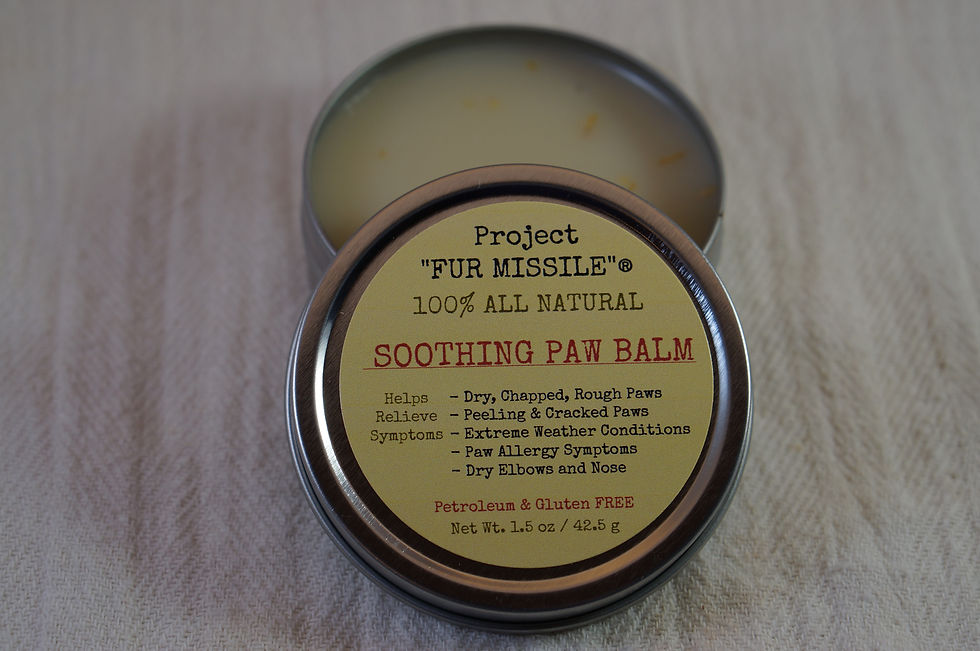 Project
"FUR MISSILE"®
100% ALL NATURAL
SOOTHING PAW BALM
Helps Relieve Symptoms
- Dry, Chapped, Rough Paws
- Peeling & Cracked Paws
- Extreme Weather Conditions
- Paw Allergy Symptoms
- Dry Elbows and Nose
Petroleum & Gluten FREE
Net Wt. 1.5 oz / 42.5 g